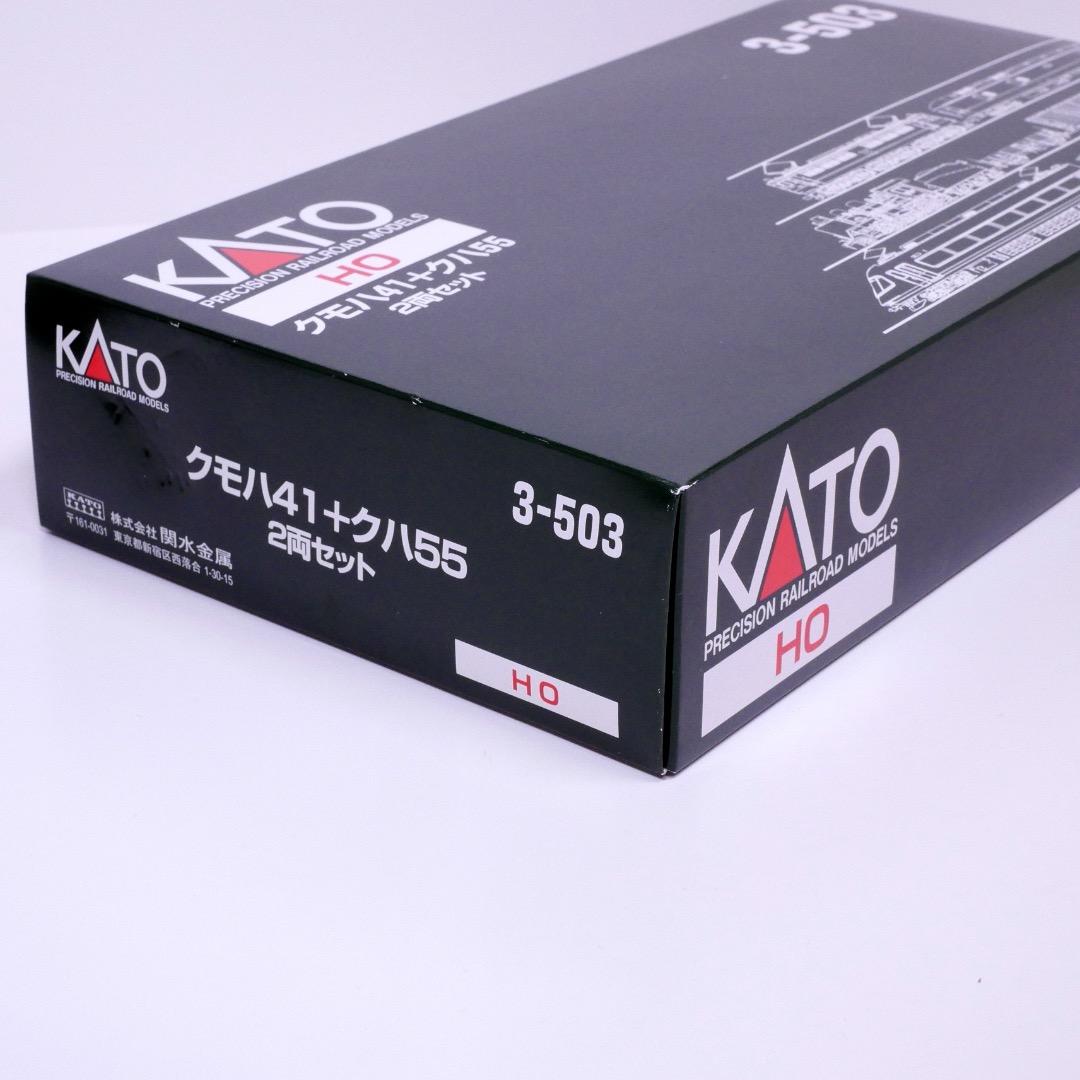 3-503
KATO
PRECISION RAILROAD MODELS
HO
クモハ41+クハ55
2両セット
KATO
PRECISION RAILROAD MODELS
クモハ41+クハ55
2両セット
3-503
KATO
株式会社 関水金属
〒161-0031 東京都新宿区西落合 1-30-15
HO
KATO
PRECISION RAILROAD MODELS
HO